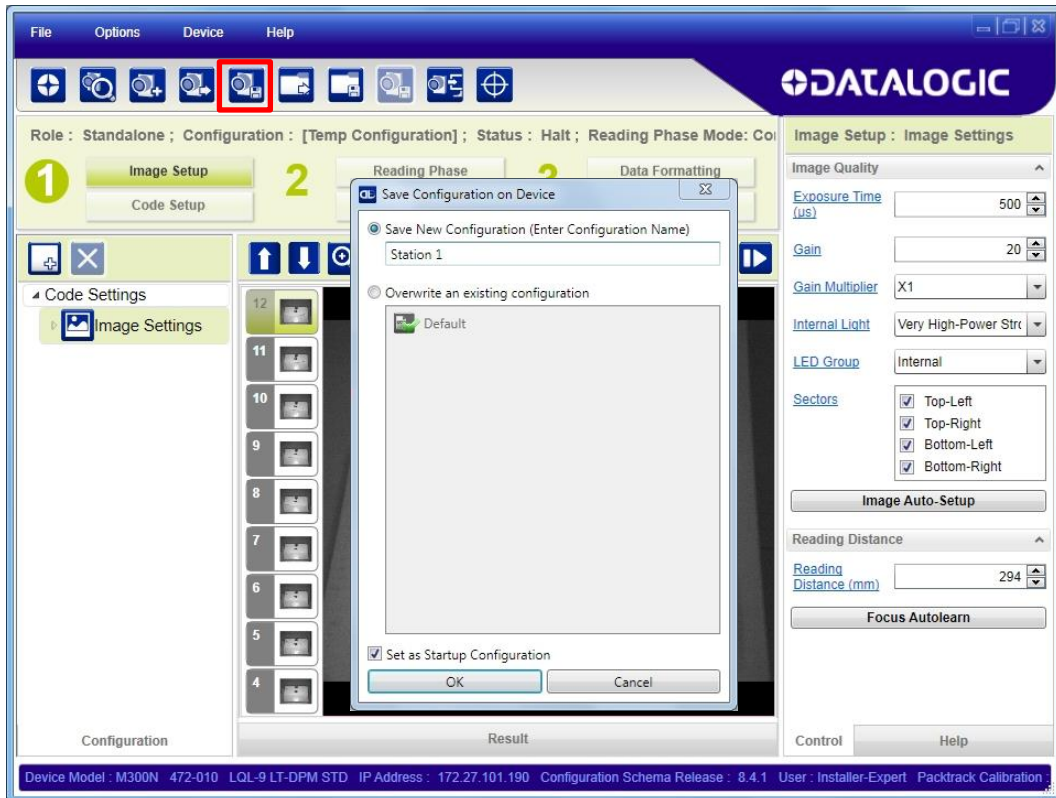 File Options Device Help
DATALOGIC
Role : Standalone ; Configuration : [Temp Configuration] ; Status : Halt ; Reading Phase Mode:
1 Image Setup
Code Setup
2 Reading Phase
Data Formatting
Code Settings
Image Settings
12
11
10
9
8
7
6
5
4
Save Configuration on Device
Save New Configuration (Enter Configuration Name)
Station 1
Overwrite an existing configuration
Default
Set as Startup Configuration
OK Cancel
Configuration
Result
Image Setup : Image Settings
Image Quality
Exposure Time (µs) 500
Gain 20
Gain Multiplier X1
Internal Light Very High-Power
LED Group Internal
Sectors
Top-Left
Top-Right
Bottom-Left
Bottom-Right
Image Auto-Setup
Reading Distance
Reading Distance (mm) 294
Focus Autolearn
Control Help
Device Model : M300N 472-010 LQL-9 LT-DPM STD IP Address : 172.27.101.190 Configuration Schema Release : 8.4.1 User : Installer-Expert Packtrack Calibration :